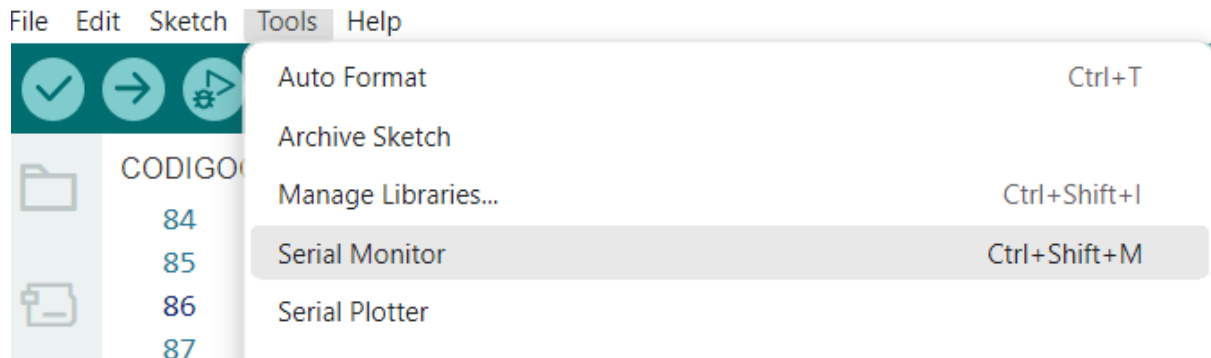 File Edit Sketch Tools Help
Auto Format Ctrl+T
Archive Sketch
CODIGO
Manage Libraries... Ctrl+Shift+I
84
Serial Monitor Ctrl+Shift+M
85
86
Serial Plotter
87